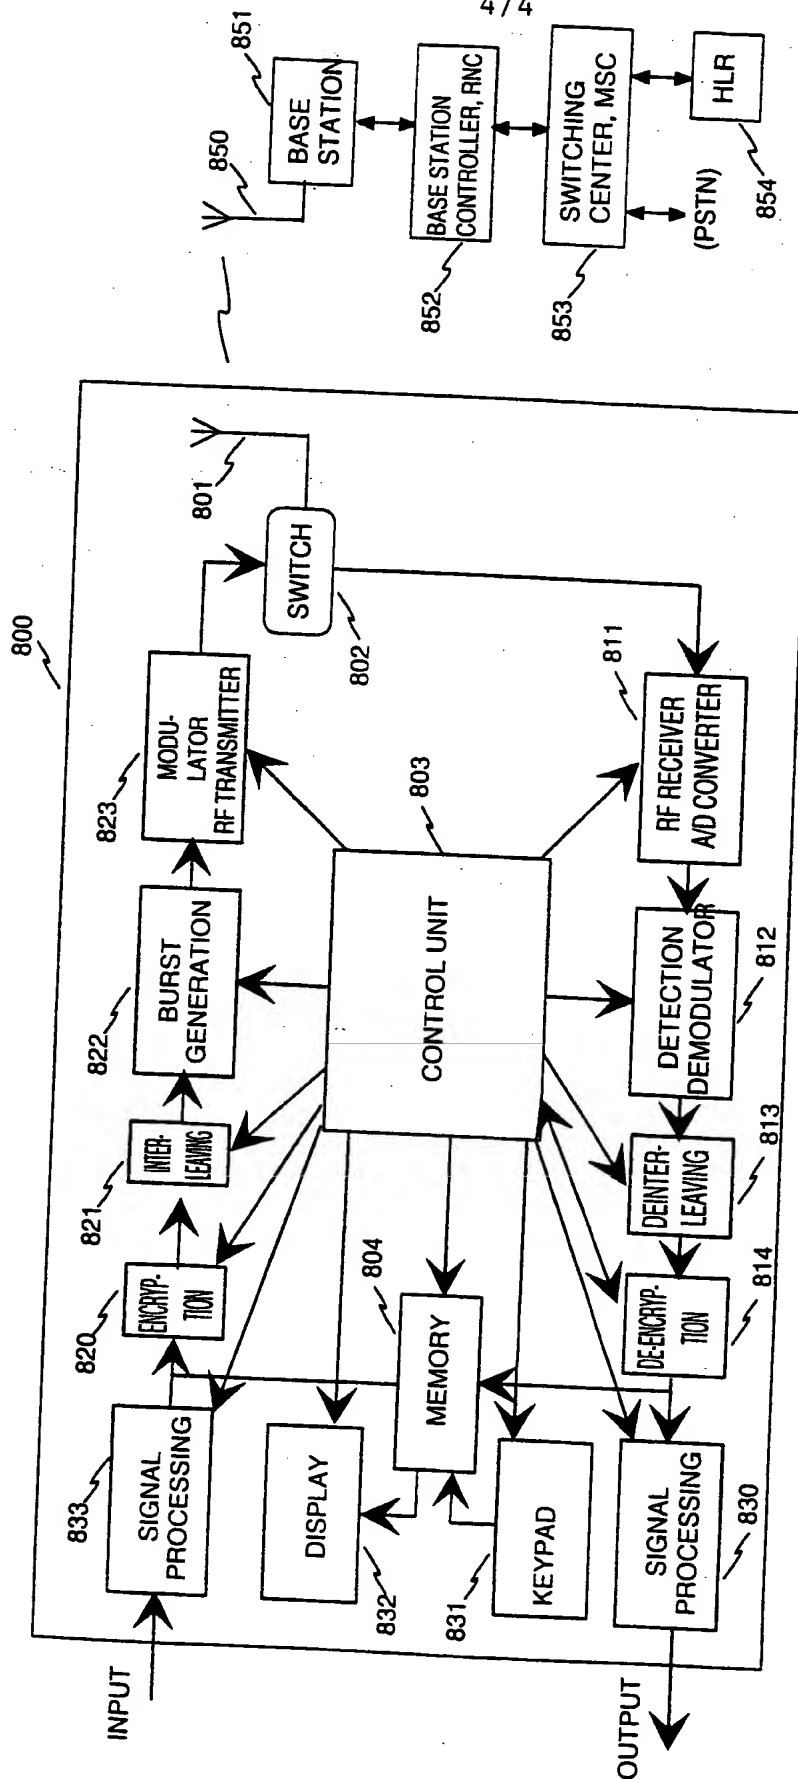 4/4
800
INPUT
833
SIGNAL
PROCESSING
820
ENCRYP-
TION
821
INTER-
LEAVING
822
BURST
GENERATION
823
MODU-
LATOR
RF TRANSMITTER
801
SWITCH
802
850
851
BASE
STATION
BASE STATION
CONTROLLER, RNC
852
SWITCHING
CENTER, MSC
853
HLR
854
(PSTN)
DISPLAY
832
MEMORY
804
CONTROL UNIT
803
KEYPAD
831
OUTPUT
SIGNAL
PROCESSING
830
DE-ENCRYP-
TION
814
DEINTER-
LEAVING
813
DETECTION
DEMODULATOR
812
RF RECEIVER
A/D CONVERTER
811